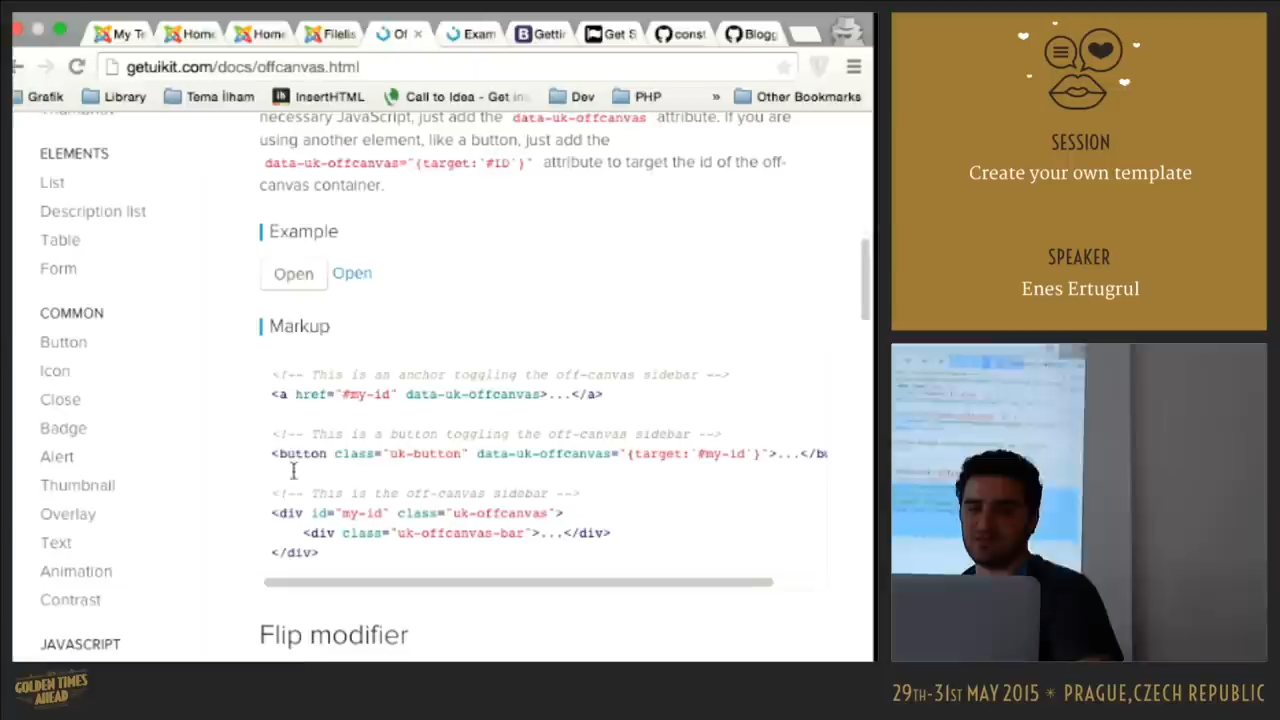 My Te
Home
Home
Filelis
Of
Exam
Gettin
Get S
const
Blogg
getuikit.com/docs/offcanvas.html
Grafik
Library
Tema İlham
InsertHTML
Call to Idea - Get in
Dev
PHP
»
Other Bookmarks
ELEMENTS
List
Description list
Table
Form
COMMON
Button
Icon
Close
Badge
Alert
Thumbnail
Overlay
Text
Animation
Contrast
JAVASCRIPT
necessary JavaScript, just add the data-uk-offcanvas attribute. If you are
using another element, like a button, just add the
data-uk-offcanvas="{target:'#ID'}" attribute to target the id of the off-
canvas container.
Example
Open Open
Markup
<!-- This is an anchor toggling the off-canvas sidebar -->
<a href="#my-id" data-uk-offcanvas>...</a>
<!-- This is a button toggling the off-canvas sidebar -->
<button class="uk-button" data-uk-offcanvas="{target:'#my-id'}">...</bu
<!-- This is the off-canvas sidebar -->
<div id="my-id" class="uk-offcanvas">
<div class="uk-offcanvas-bar">...</div>
</div>
Flip modifier
SESSION
Create your own template
SPEAKER
Enes Ertugrul
GOLDEN TIMES
AHEAD
29TH-31ST MAY 2015 * PRAGUE,CZECH REPUBLIC